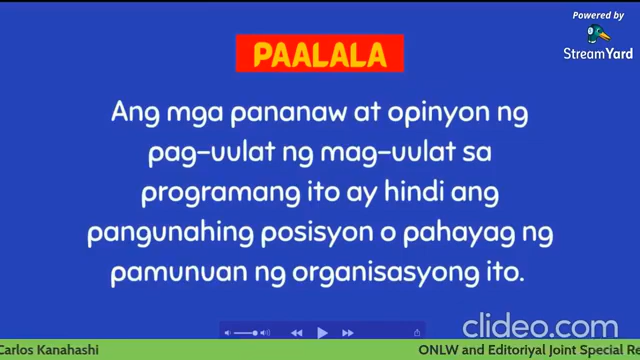 Powered by
StreamYard
PAALALA
Ang mga pananaw at opinyon ng
pag-uulat ng mag-uulat sa
programang ito ay hindi ang
pangunahing posisyon o pahayag ng
pamunuan ng organisasyong ito.
clideo.com
Carlos Kanahashi
ONLW and Editoriyal Joint Special Re